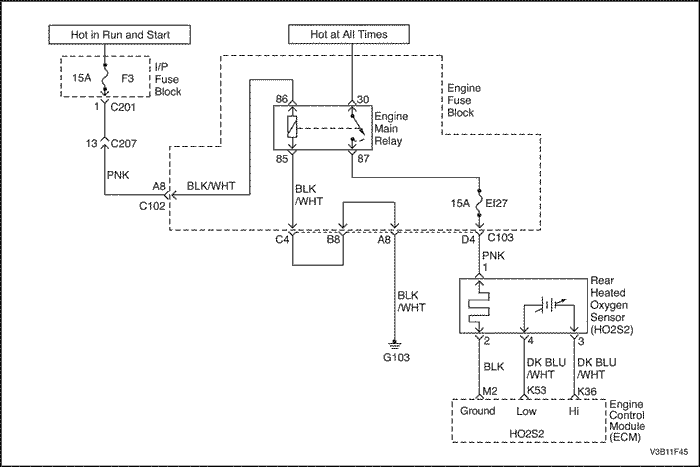 Hot in Run and Start
Hot at All Times
I/P
Fuse
Block
15A F3
1 C201
13 C207
PNK
A8
C102
BLK/WHT
86
30
Engine
Main
Relay
85
87
Engine
Fuse
Block
BLK
/WHT
15A EF27
C4
B8
A8
D4
C103
PNK
1
BLK
/WHT
G103
Rear
Heated
Oxygen
Sensor
(HO2S2)
2
4
3
BLK
DK BLU
/WHT
DK BLU
/WHT
M2
K53
K36
Ground
Low
Hi
HO2S2
Engine
Control
Module
(ECM)
V3B11F45